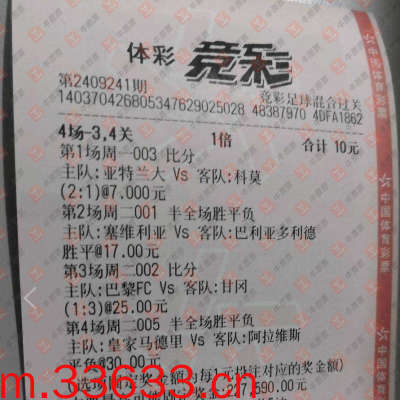 体彩 竞彩
第2409241期 竞彩足球混合过关
140370426805347629025028 48387970 4DFA1862
4场-3,4关 1倍 合计 10元
第1场周一003 比分
主队:亚特兰大 Vs 客队:科莫
(2:1)@7.000元
第2场周二001 半全场胜平负
主队:塞维利亚 Vs 客队:巴利亚多利德
胜平@17.00元
第3场周二002 比分
主队:巴黎FC Vs 客队:甘冈
(1:3)@25.00元
第4场周二005 半全场胜平负
主队:皇家马德里 Vs 客队:阿拉维斯
平负@30.00元
中国体育彩票
中国体育彩票
m.33633.cn